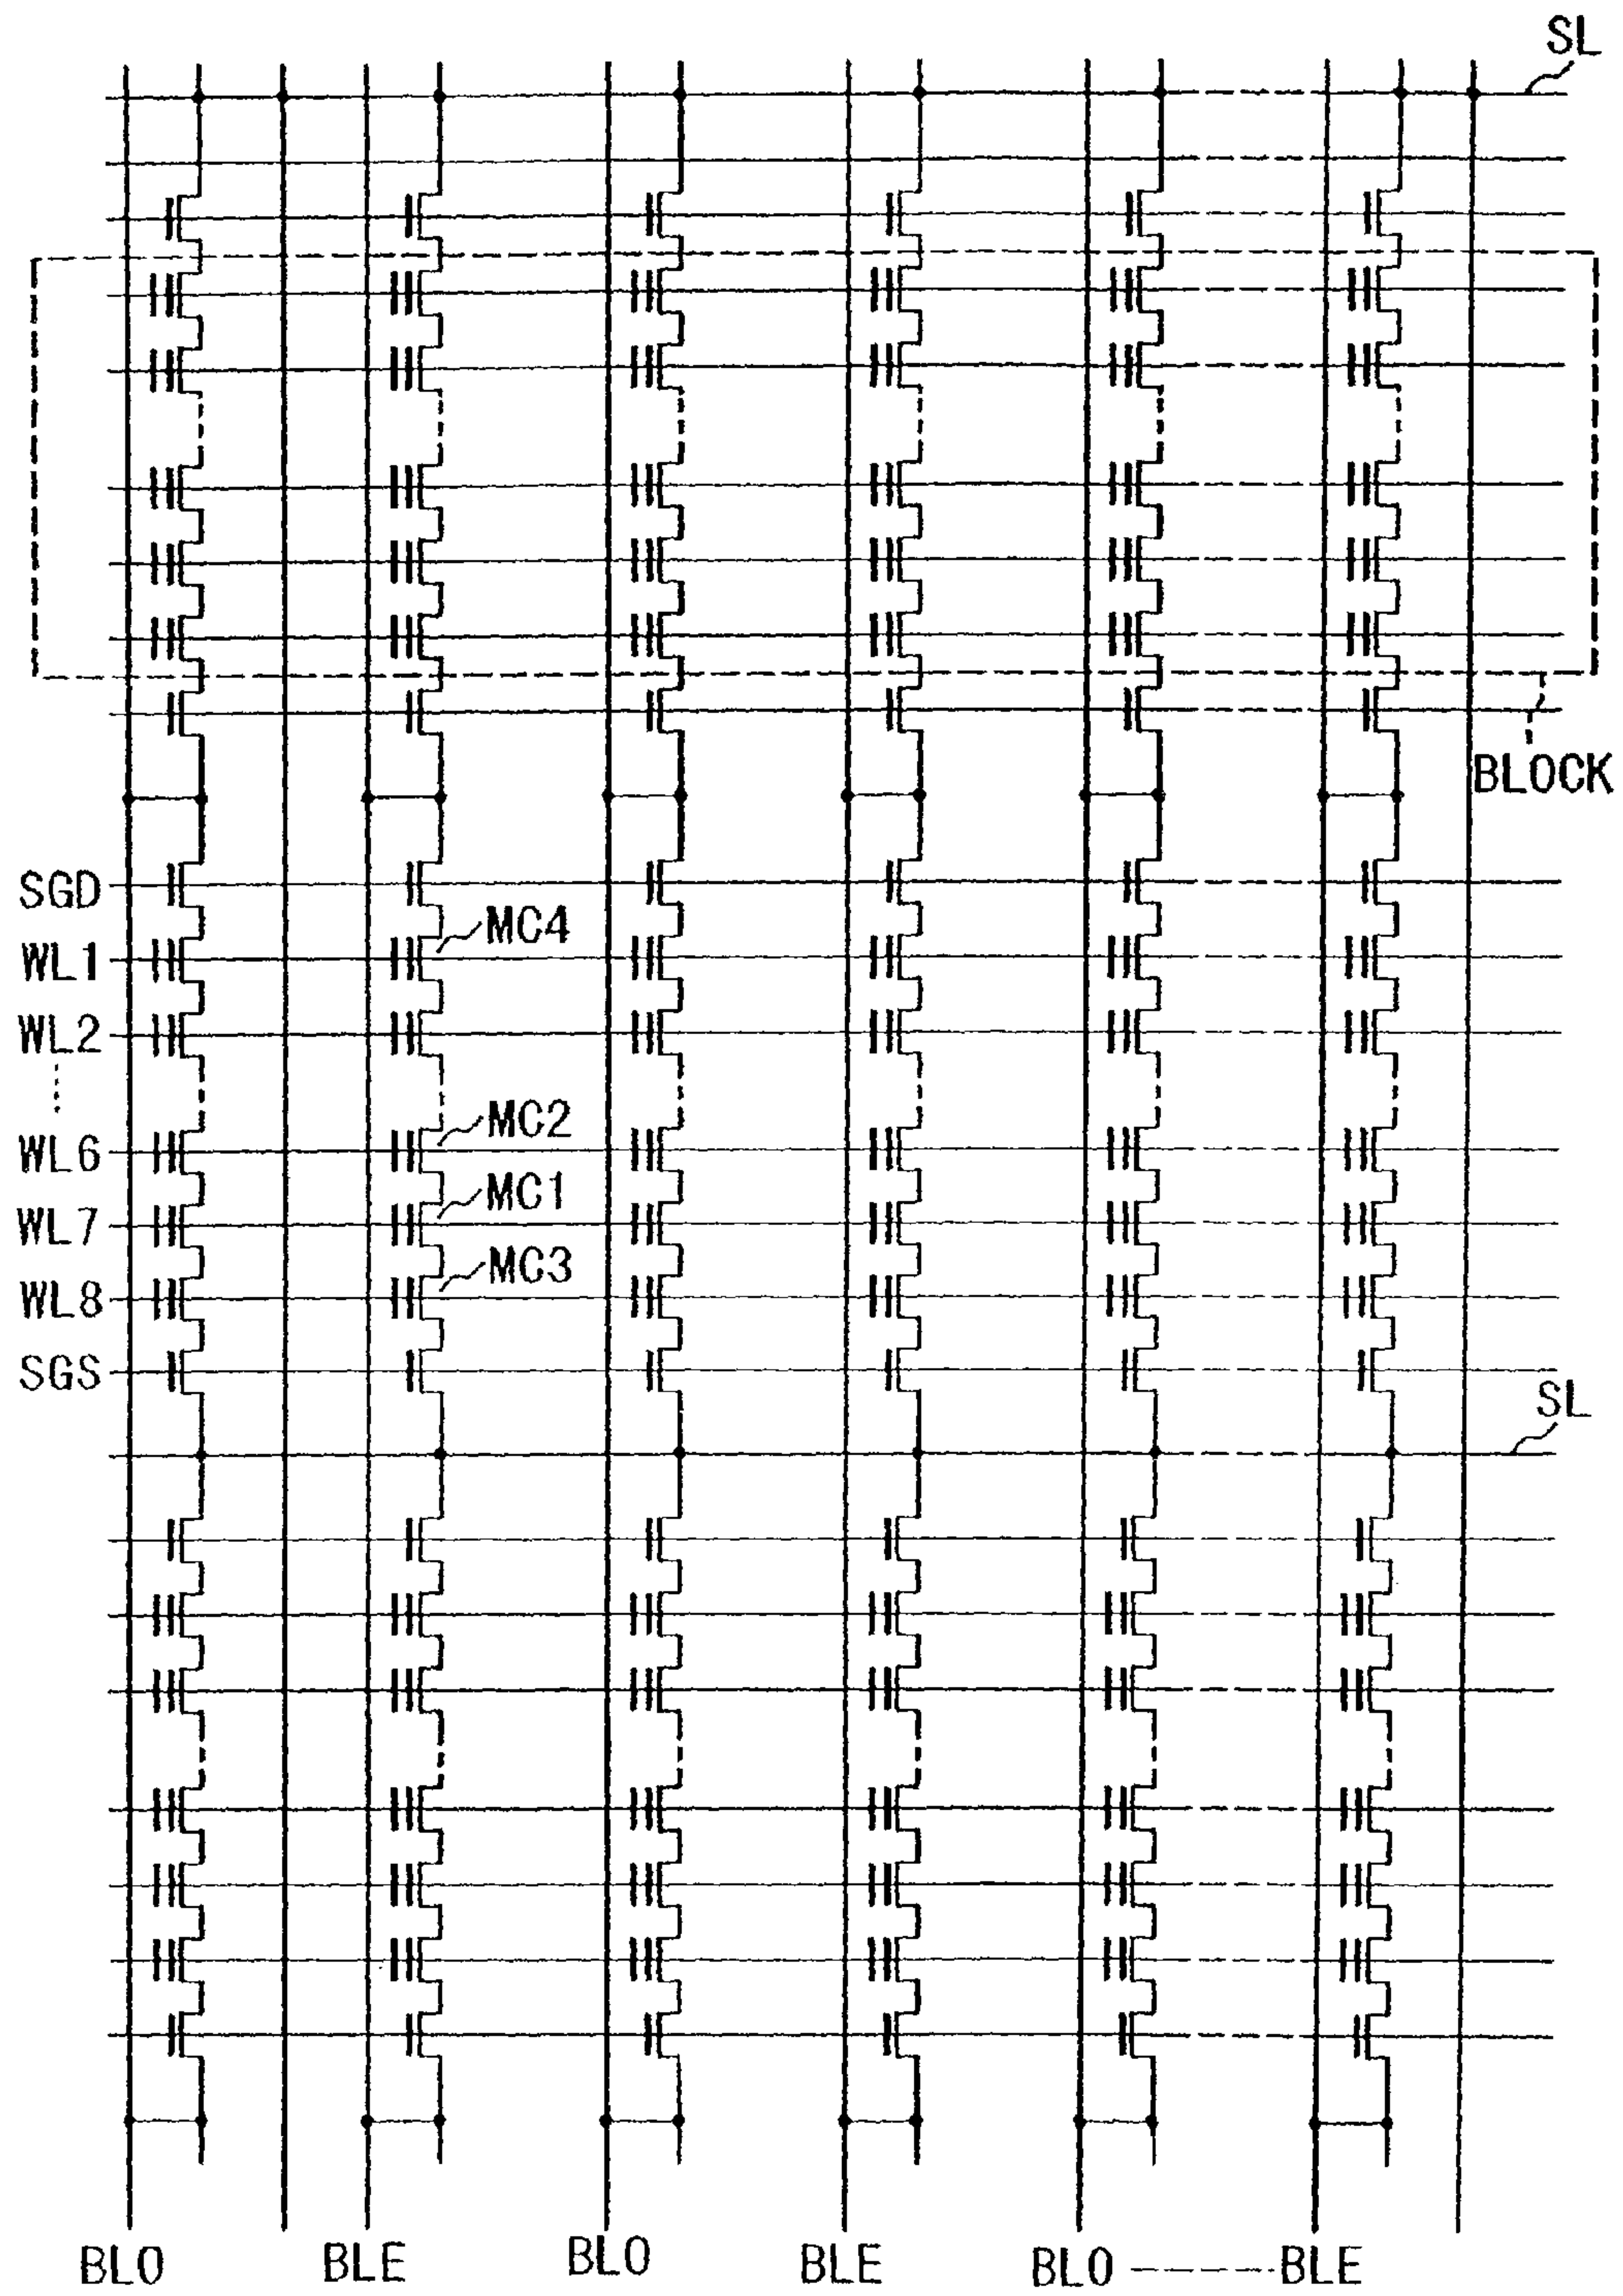 SL
BLOCK
SGD
MC4
WL1
WL2
MC2
WL6
MC1
WL7
MC3
WL8
SGS
SL
BLO BLE BLO BLE BLO BLE